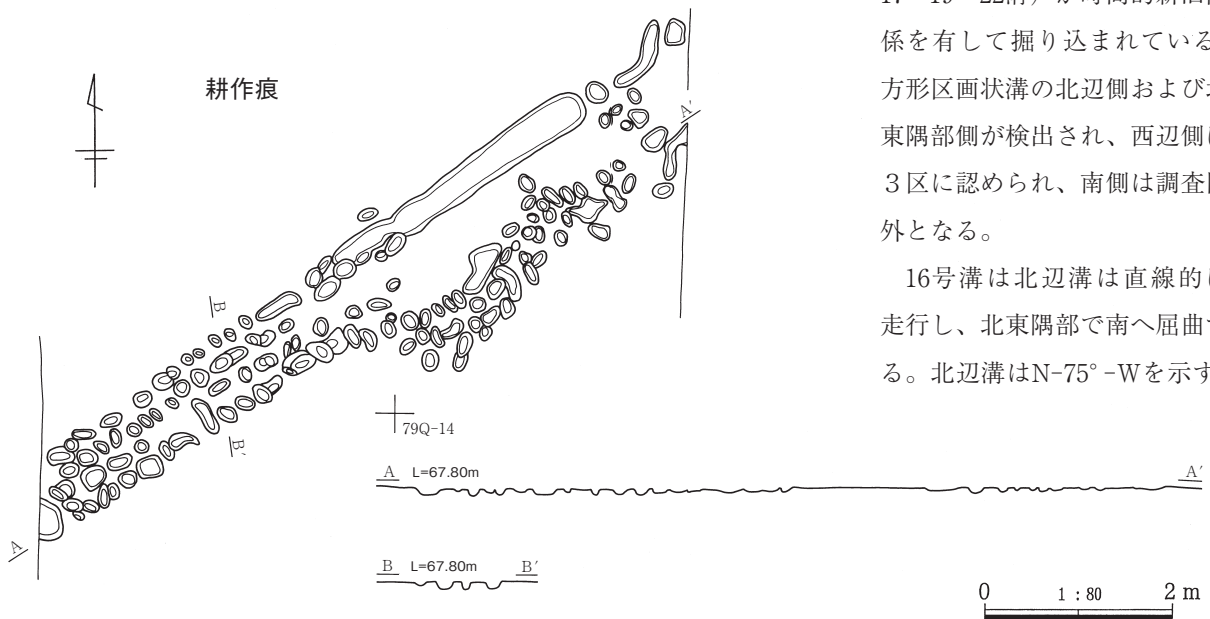 係を有して掘り込まれている
方形区画状溝の北辺側および
東隅部側が検出され、西辺側
３区に認められ、南側は調査
外となる。
　16号溝は北辺溝は直線的
走行し、北東隅部で南へ屈曲
る。北辺溝はN-75°-Wを示す
耕作痕
A'
B
B'
A
79Q-14
A L=67.80m A'
B L=67.80m B'
0 1：80 2 m